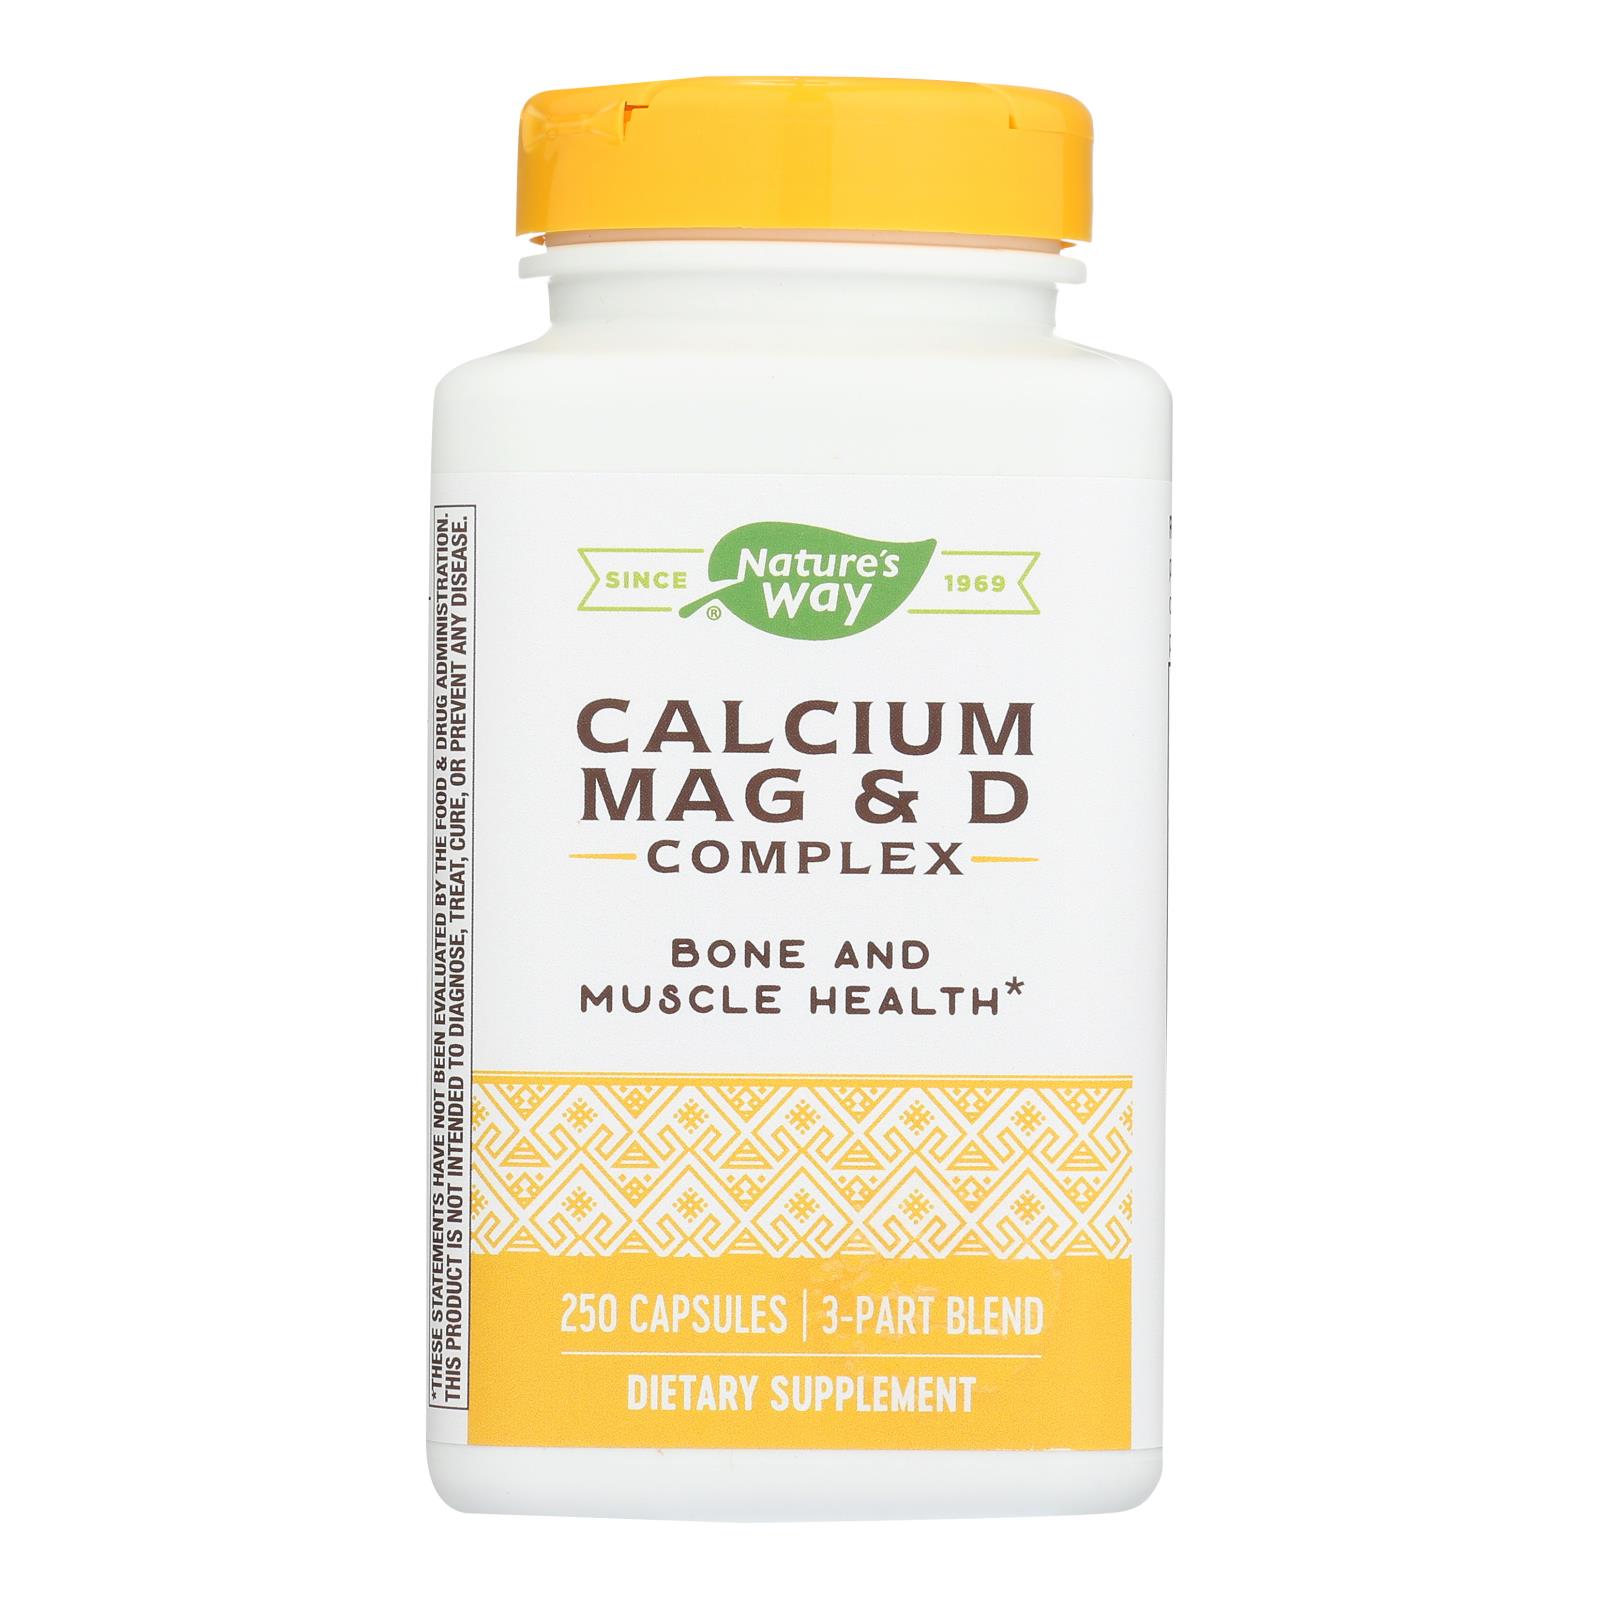 SINCE Nature's Way ® 1969
CALCIUM
MAG & D
COMPLEX
BONE AND
MUSCLE HEALTH*
250 CAPSULES | 3-PART BLEND
DIETARY SUPPLEMENT
*THESE STATEMENTS HAVE NOT BEEN EVALUATED BY THE FOOD & DRUG ADMINISTRATION.
THIS PRODUCT IS NOT INTENDED TO DIAGNOSE, TREAT, CURE, OR PREVENT ANY DISEASE.